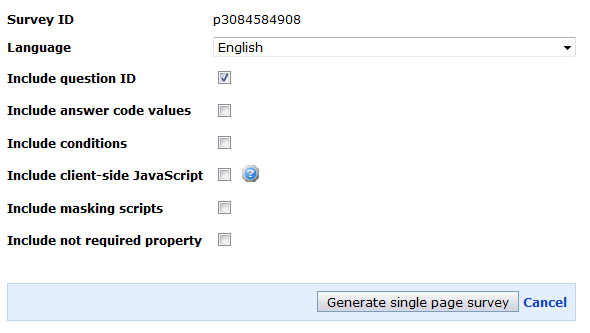 Survey ID p3084584908
Language English
Include question ID
Include answer code values
Include conditions
Include client-side JavaScript ?
Include masking scripts
Include not required property
Generate single page survey Cancel